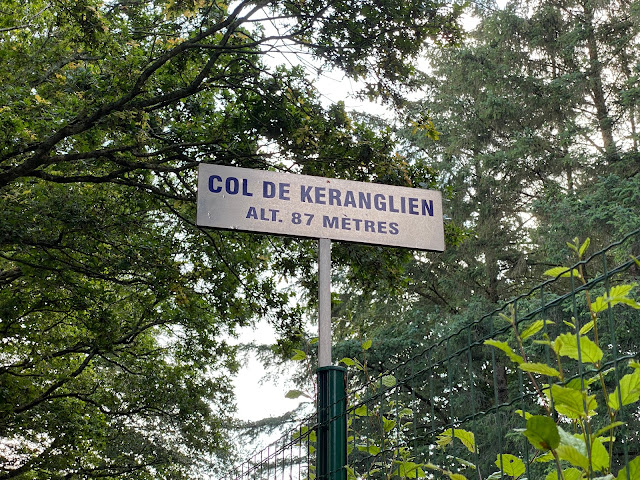 COL DE KERANGLIEN
ALT. 87 MÈTRES